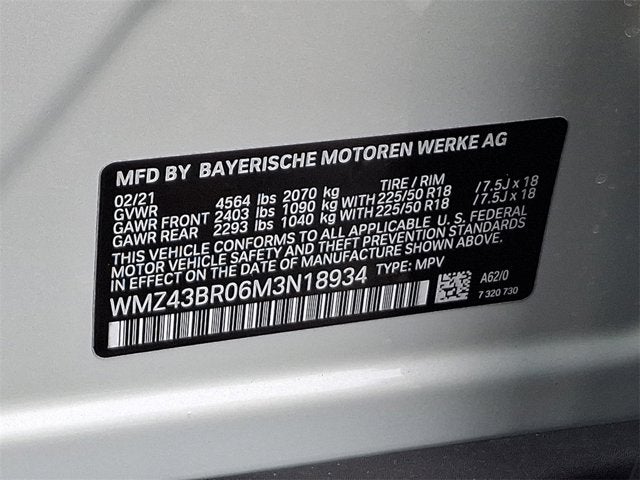 MFD BY BAYERISCHE MOTOREN WERKE AG
02/21 TIRE / RIM
GVWR 4564 lbs 2070 kg
GAWR FRONT 2403 lbs 1090 kg WITH 225/50 R18 / 7.5J x 18
GAWR REAR 2293 lbs 1040 kg WITH 225/50 R18 / 7.5J x 18
THIS VEHICLE CONFORMS TO ALL APPLICABLE U. S. FEDERAL
MOTOR VEHICLE SAFETY AND THEFT PREVENTION STANDARDS
IN EFFECT ON THE DATE OF MANUFACTURE SHOWN ABOVE.
WMZ43BR06M3N18934 TYPE: MPV
A62/0
7 320 730